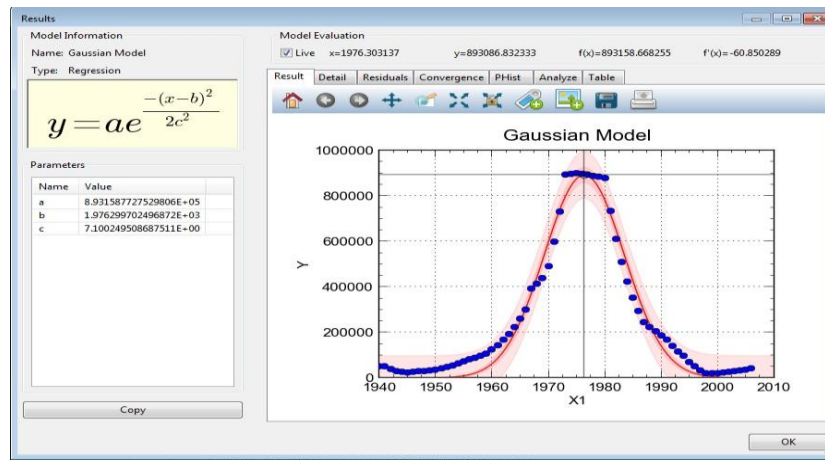 Results
Model Information
Name: Gaussian Model
Type: Regression
y=ae^{\frac{-(x-b)^2}{2c^2}}
Parameters
Name Value
a 8.931587727529806E+05
b 1.976299702496872E+03
c 7.100249508687511E+00
Copy
Model Evaluation
Live x=1976.303137 y=893086.832333 f(x)=893158.668255 f'(x)=-60.850289
Result Detail Residuals Convergence PHist Analyze Table
Gaussian Model
1000000
800000
600000
400000
200000
0
Y
1940 1950 1960 1970 1980 1990 2000 2010
X1
OK